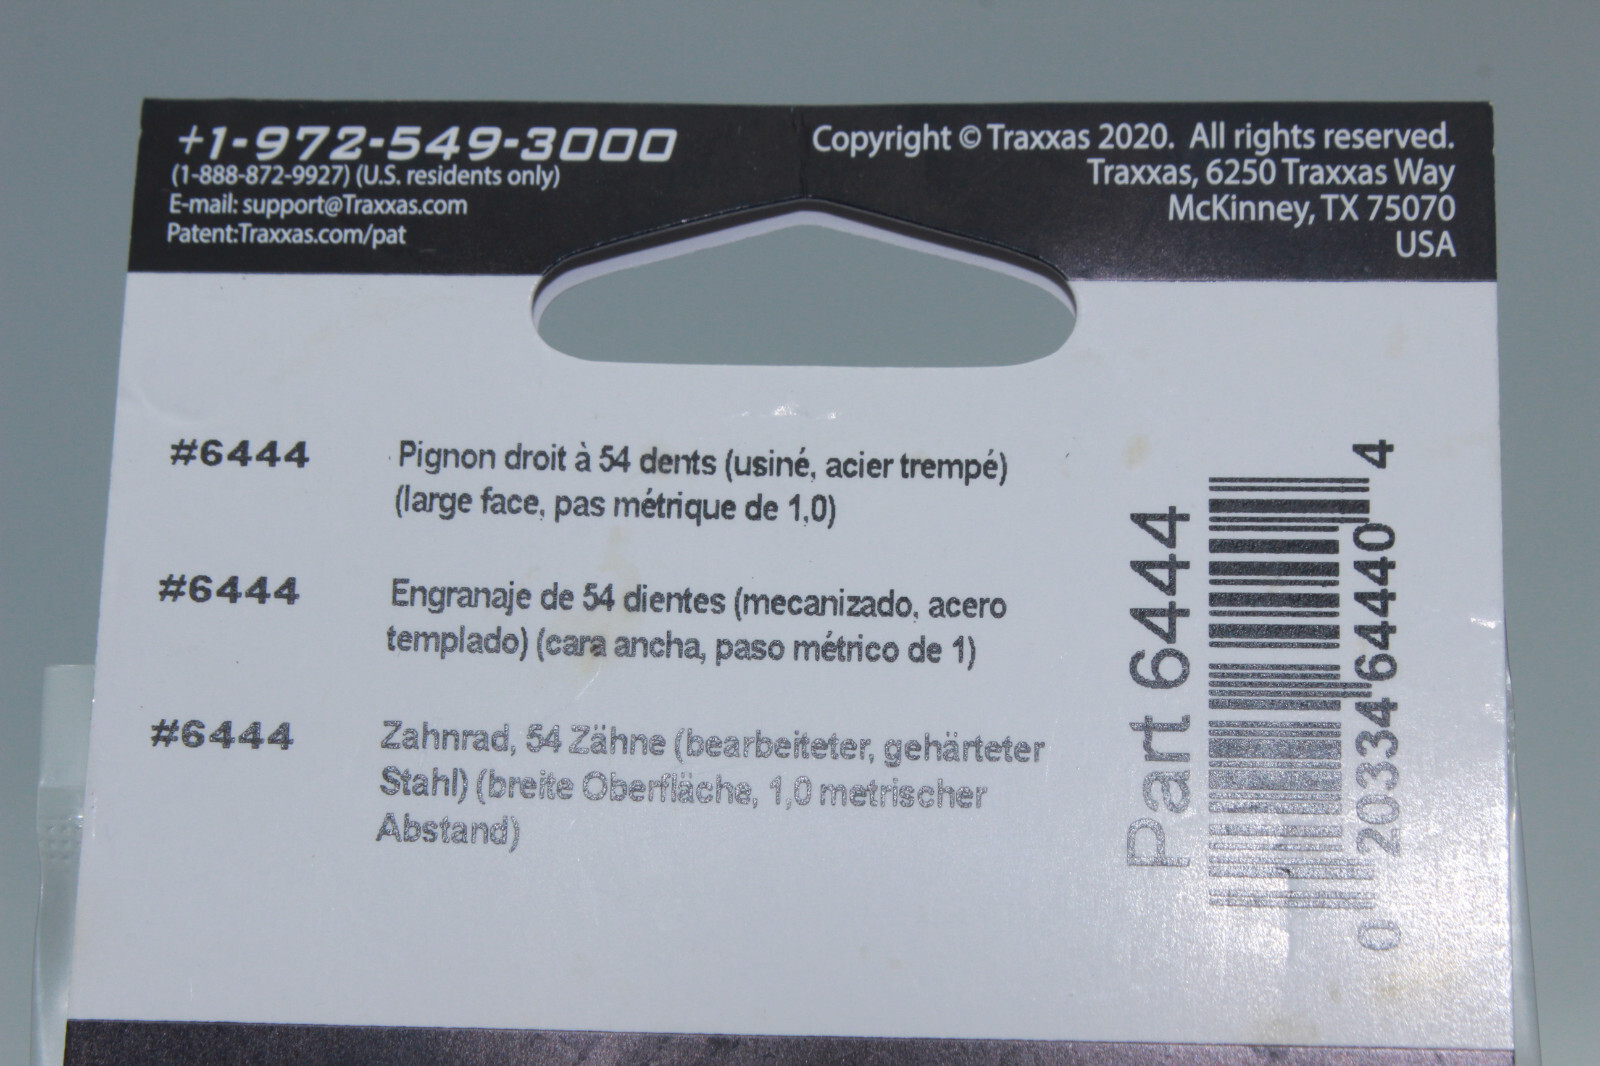 +1-972-549-3000
(1-888-872-9927) (U.S. residents only)
E-mail: support@Traxxas.com
Patent:Traxxas.com/pat
Copyright © Traxxas 2020. All rights reserved.
Traxxas, 6250 Traxxas Way
McKinney, TX 75070
USA
#6444 Pignon droit à 54 dents (usiné, acier trempé)
(large face, pas métrique de 1,0)
#6444 Engranaje de 54 dientes (mecanizado, acero
templado) (cara ancha, paso métrico de 1)
#6444 Zahnrad, 54 Zähne (bearbeiteter, gehärteter
Stahl) (breite Oberfläche, 1,0 metrischer
Abstand)
Part 6444
0 20334 64440 4